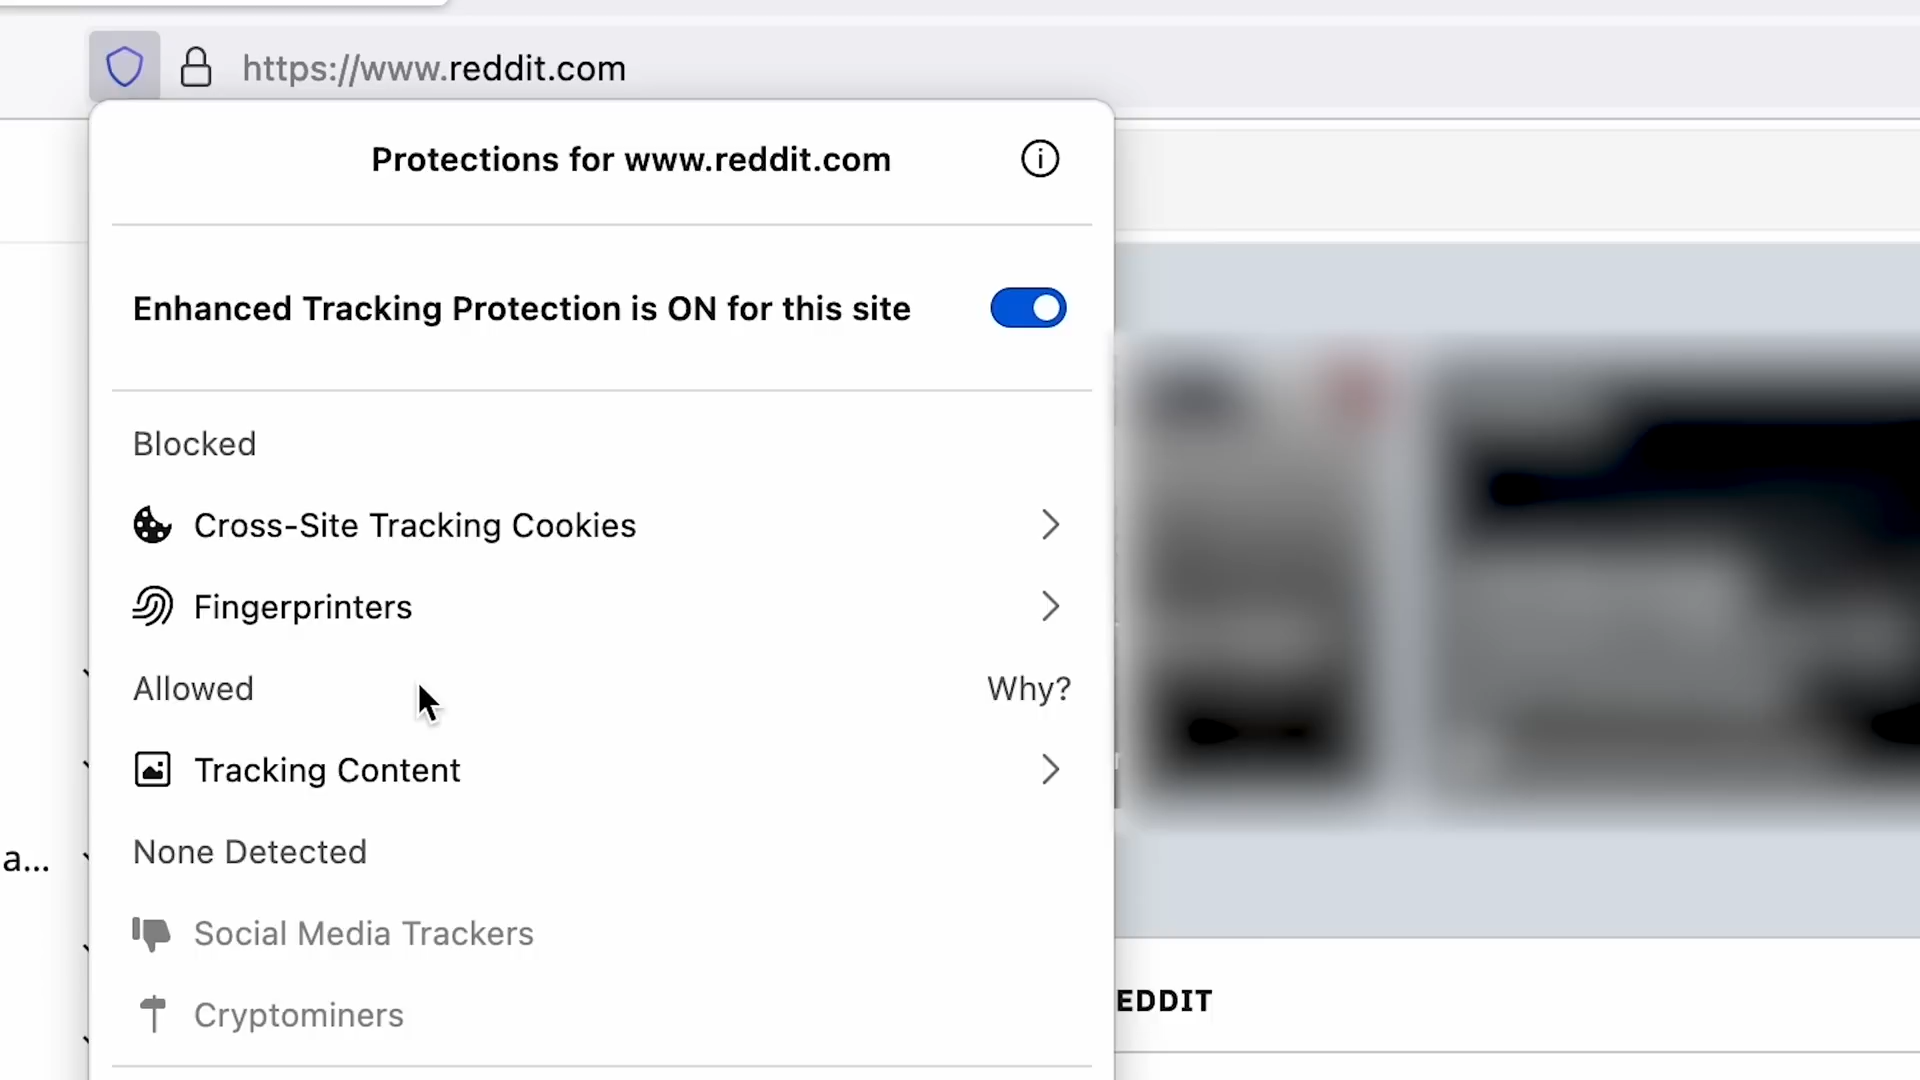 https://www.reddit.com
Protections for www.reddit.com
Enhanced Tracking Protection is ON for this site
Blocked
Cross-Site Tracking Cookies
Fingerprinters
Allowed
Why?
Tracking Content
None Detected
a...
Social Media Trackers
Cryptominers
EDDIT